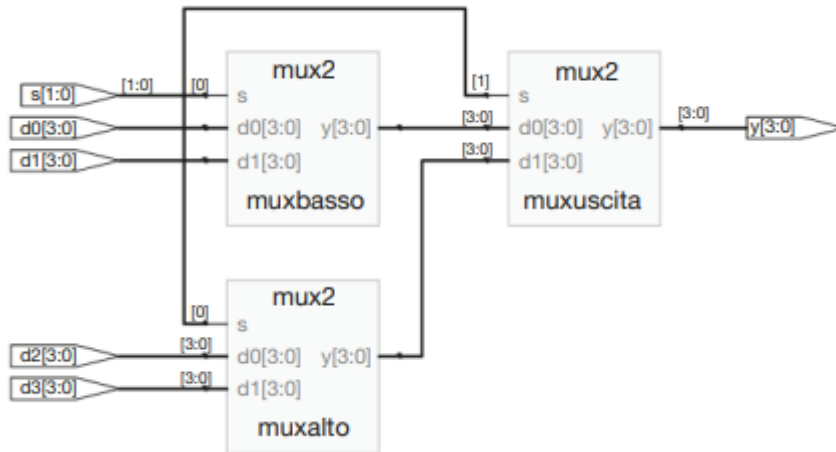 mux2
s[1:0]
[1:0]
[0]
s
d0[3:0]
d0[3:0]
y[3:0]
d1[3:0]
d1[3:0]
muxbasso
mux2
[1]
s
[3:0]
d0[3:0]
y[3:0]
[3:0]
y[3:0]
[3:0]
d1[3:0]
muxuscita
mux2
[0]
s
d2[3:0]
[3:0]
d0[3:0]
y[3:0]
d3[3:0]
[3:0]
d1[3:0]
muxalto